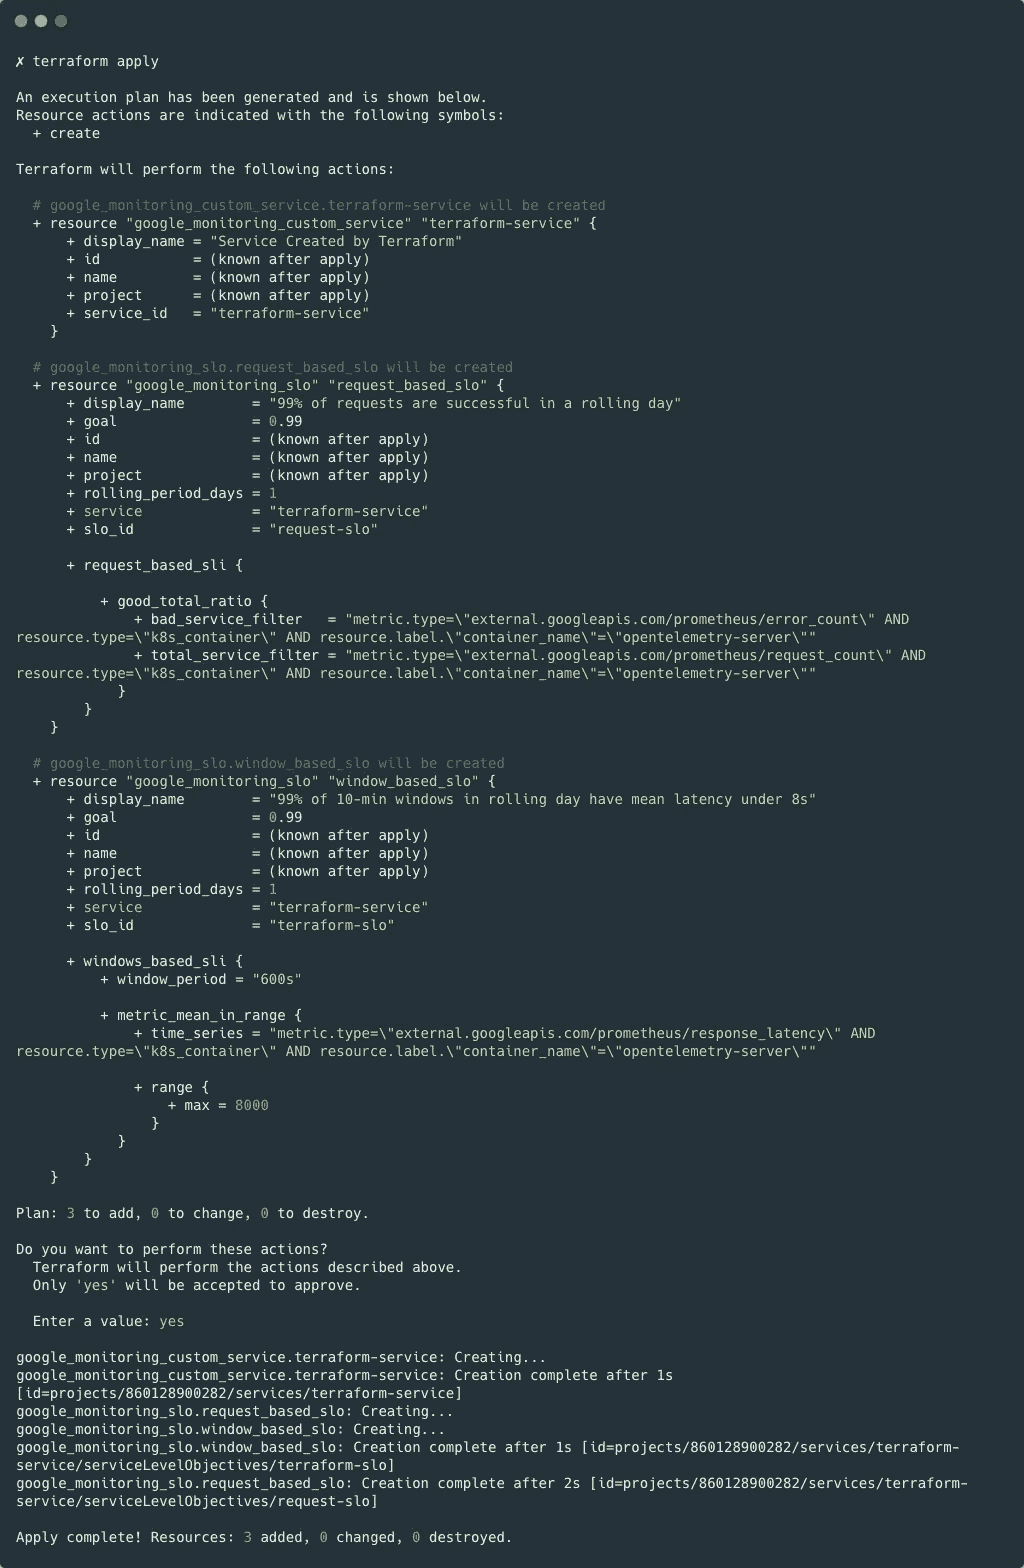 ✗ terraform apply

An execution plan has been generated and is shown below.
Resource actions are indicated with the following symbols:
  + create

Terraform will perform the following actions:

  # google_monitoring_custom_service.terraform-service will be created
  + resource "google_monitoring_custom_service" "terraform-service" {
      + display_name = "Service Created by Terraform"
      + id           = (known after apply)
      + name         = (known after apply)
      + project      = (known after apply)
      + service_id   = "terraform-service"
    }

  # google_monitoring_slo.request_based_slo will be created
  + resource "google_monitoring_slo" "request_based_slo" {
      + display_name        = "99% of requests are successful in a rolling day"
      + goal                = 0.99
      + id                  = (known after apply)
      + name                = (known after apply)
      + project             = (known after apply)
      + rolling_period_days = 1
      + service             = "terraform-service"
      + slo_id              = "request-slo"

      + request_based_sli {

          + good_total_ratio {
              + bad_service_filter   = "metric.type=\"external.googleapis.com/prometheus/error_count\" AND
resource.type=\"k8s_container\" AND resource.label.\"container_name\"=\"opentelemetry-server\""
              + total_service_filter = "metric.type=\"external.googleapis.com/prometheus/request_count\" AND
resource.type=\"k8s_container\" AND resource.label.\"container_name\"=\"opentelemetry-server\""
            }
        }
    }

  # google_monitoring_slo.window_based_slo will be created
  + resource "google_monitoring_slo" "window_based_slo" {
      + display_name        = "99% of 10-min windows in rolling day have mean latency under 8s"
      + goal                = 0.99
      + id                  = (known after apply)
      + name                = (known after apply)
      + project             = (known after apply)
      + rolling_period_days = 1
      + service             = "terraform-service"
      + slo_id              = "terraform-slo"

      + windows_based_sli {
          + window_period = "600s"

          + metric_mean_in_range {
              + time_series = "metric.type=\"external.googleapis.com/prometheus/response_latency\" AND
resource.type=\"k8s_container\" AND resource.label.\"container_name\"=\"opentelemetry-server\""

              + range {
                  + max = 8000
                }
            }
        }
    }

Plan: 3 to add, 0 to change, 0 to destroy.

Do you want to perform these actions?
  Terraform will perform the actions described above.
  Only 'yes' will be accepted to approve.

  Enter a value: yes

google_monitoring_custom_service.terraform-service: Creating...
google_monitoring_custom_service.terraform-service: Creation complete after 1s
[id=projects/860128900282/services/terraform-service]
google_monitoring_slo.request_based_slo: Creating...
google_monitoring_slo.window_based_slo: Creating...
google_monitoring_slo.window_based_slo: Creation complete after 1s [id=projects/860128900282/services/terraform-
service/serviceLevelObjectives/terraform-slo]
google_monitoring_slo.request_based_slo: Creation complete after 2s [id=projects/860128900282/services/terraform-
service/serviceLevelObjectives/request-slo]

Apply complete! Resources: 3 added, 0 changed, 0 destroyed.